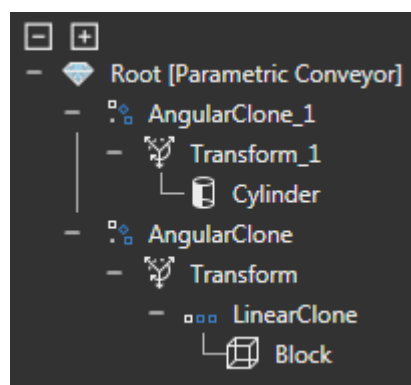 Root [Parametric Conveyor]
AngularClone_1
Transform_1
Cylinder
AngularClone
Transform
LinearClone
Block